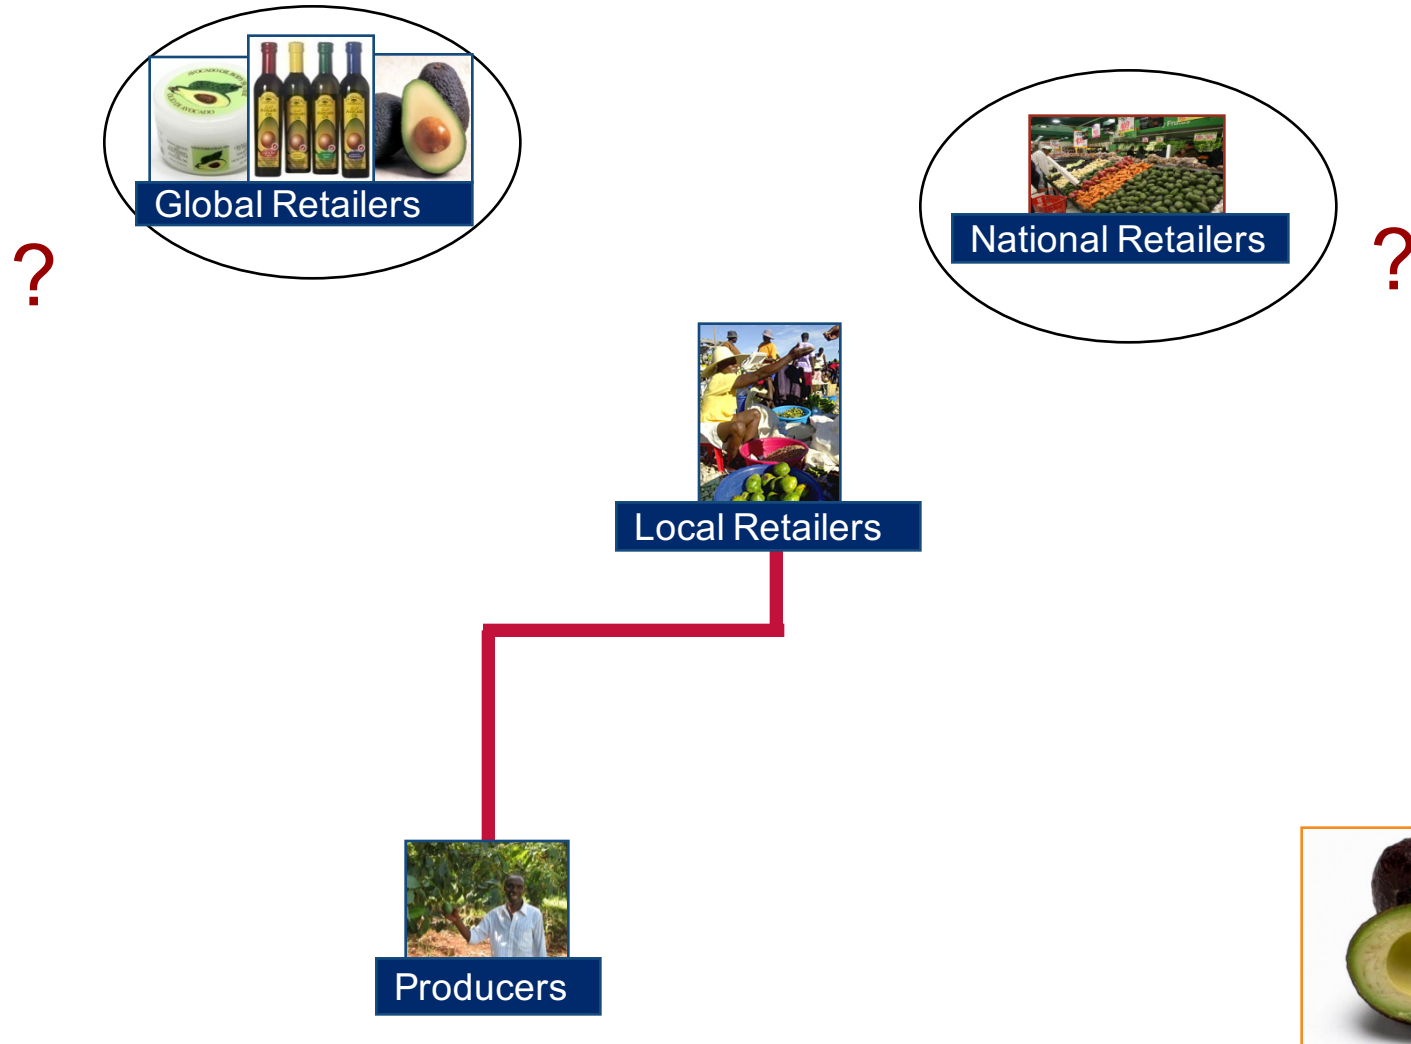 Global Retailers
National Retailers
?
?
Local Retailers
Producers